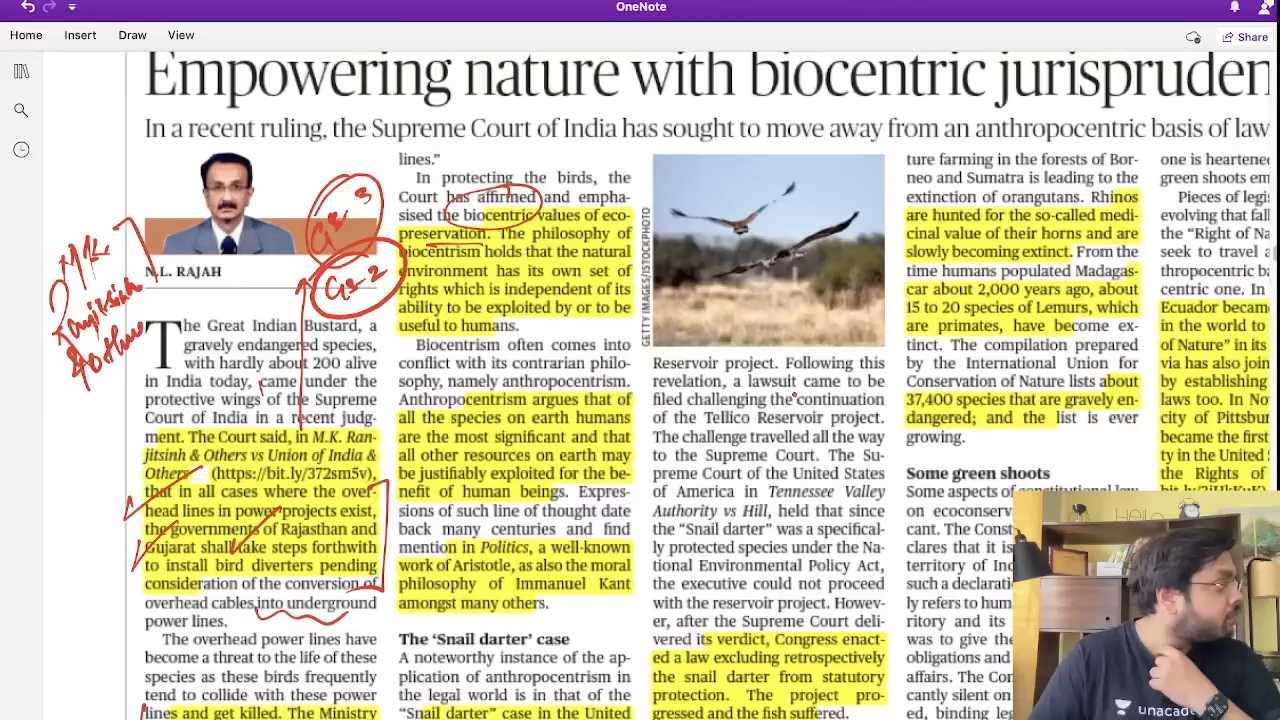 OneNote
Home
Insert
Draw
View
Share
Empowering nature with biocentric jurispruden
In a recent ruling, the Supreme Court of India has sought to move away from an anthropocentric basis of law
N.L. RAJAH
GS-3
GS-2
MK
Ranjitsinh
& others
The Great Indian Bustard, a
gravely endangered species,
with hardly about 200 alive
in India today, came under the
protective wings of the Supreme
Court of India in a recent judg-
ment. The Court said, in M.K. Ran-
jitsinh & Others vs Union of India &
Others (https://bit.ly/372sm5v),
that in all cases where the over-
head lines in power projects exist,
the governments of Rajasthan and
Gujarat shall take steps forthwith
to install bird diverters pending
consideration of the conversion of
overhead cables into underground
power lines.
The overhead power lines have
become a threat to the life of these
species as these birds frequently
tend to collide with these power
lines and get killed. The Ministry
lines.”
In protecting the birds, the
Court has affirmed and empha-
sised the biocentric values of eco-
preservation. The philosophy of
biocentrism holds that the natural
environment has its own set of
rights which is independent of its
ability to be exploited by or to be
useful to humans.
Biocentrism often comes into
conflict with its contrarian philo-
sophy, namely anthropocentrism.
Anthropocentrism argues that of
all the species on earth humans
are the most significant and that
all other resources on earth may
be justifiably exploited for the be-
nefit of human beings. Expres-
sions of such line of thought date
back many centuries and find
mention in Politics, a well-known
work of Aristotle, as also the moral
philosophy of Immanuel Kant
amongst many others.
The ‘Snail darter’ case
A noteworthy instance of the ap-
plication of anthropocentrism in
the legal world is in that of the
“Snail darter” case in the United
GETTY IMAGES/ISTOCKPHOTO
Reservoir project. Following this
revelation, a lawsuit came to be
filed challenging the continuation
of the Tellico Reservoir project.
The challenge travelled all the way
to the Supreme Court. The Su-
preme Court of the United States
of America in Tennessee Valley
Authority vs Hill, held that since
the “Snail darter” was a specifical-
ly protected species under the Na-
tional Environmental Policy Act,
the executive could not proceed
with the reservoir project. Howev-
er, after the Supreme Court deli-
vered its verdict, Congress enact-
ed a law excluding retrospectively
the snail darter from statutory
protection. The project pro-
gressed and the fish suffered.
ture farming in the forests of Bor-
neo and Sumatra is leading to the
extinction of orangutans. Rhinos
are hunted for the so-called medi-
cinal value of their horns and are
slowly becoming extinct. From the
time humans populated Madagas-
car about 2,000 years ago, about
15 to 20 species of Lemurs, which
are primates, have become ex-
tinct. The compilation prepared
by the International Union for
Conservation of Nature lists about
37,400 species that are gravely en-
dangered; and the list is ever
growing.
Some green shoots
Some aspects of constitutional law
on ecoconser
cant. The Cons
clares that it is
territory of In
such a declarati
ly refers to hum
ritory and its
was to give the
obligations and
affairs. The Con
cantly silent on
ed, binding leg
one is heartene
green shoots em
Pieces of legis
evolving that fall
the “Right of Na
seek to travel a
thropocentric ba
centric one. In
Ecuador became
in the world to
of Nature” in its
via has also join
by establishing
laws too. In No
city of Pittsbur
became the first
ty in the United
the Rights of
Hello
unacade